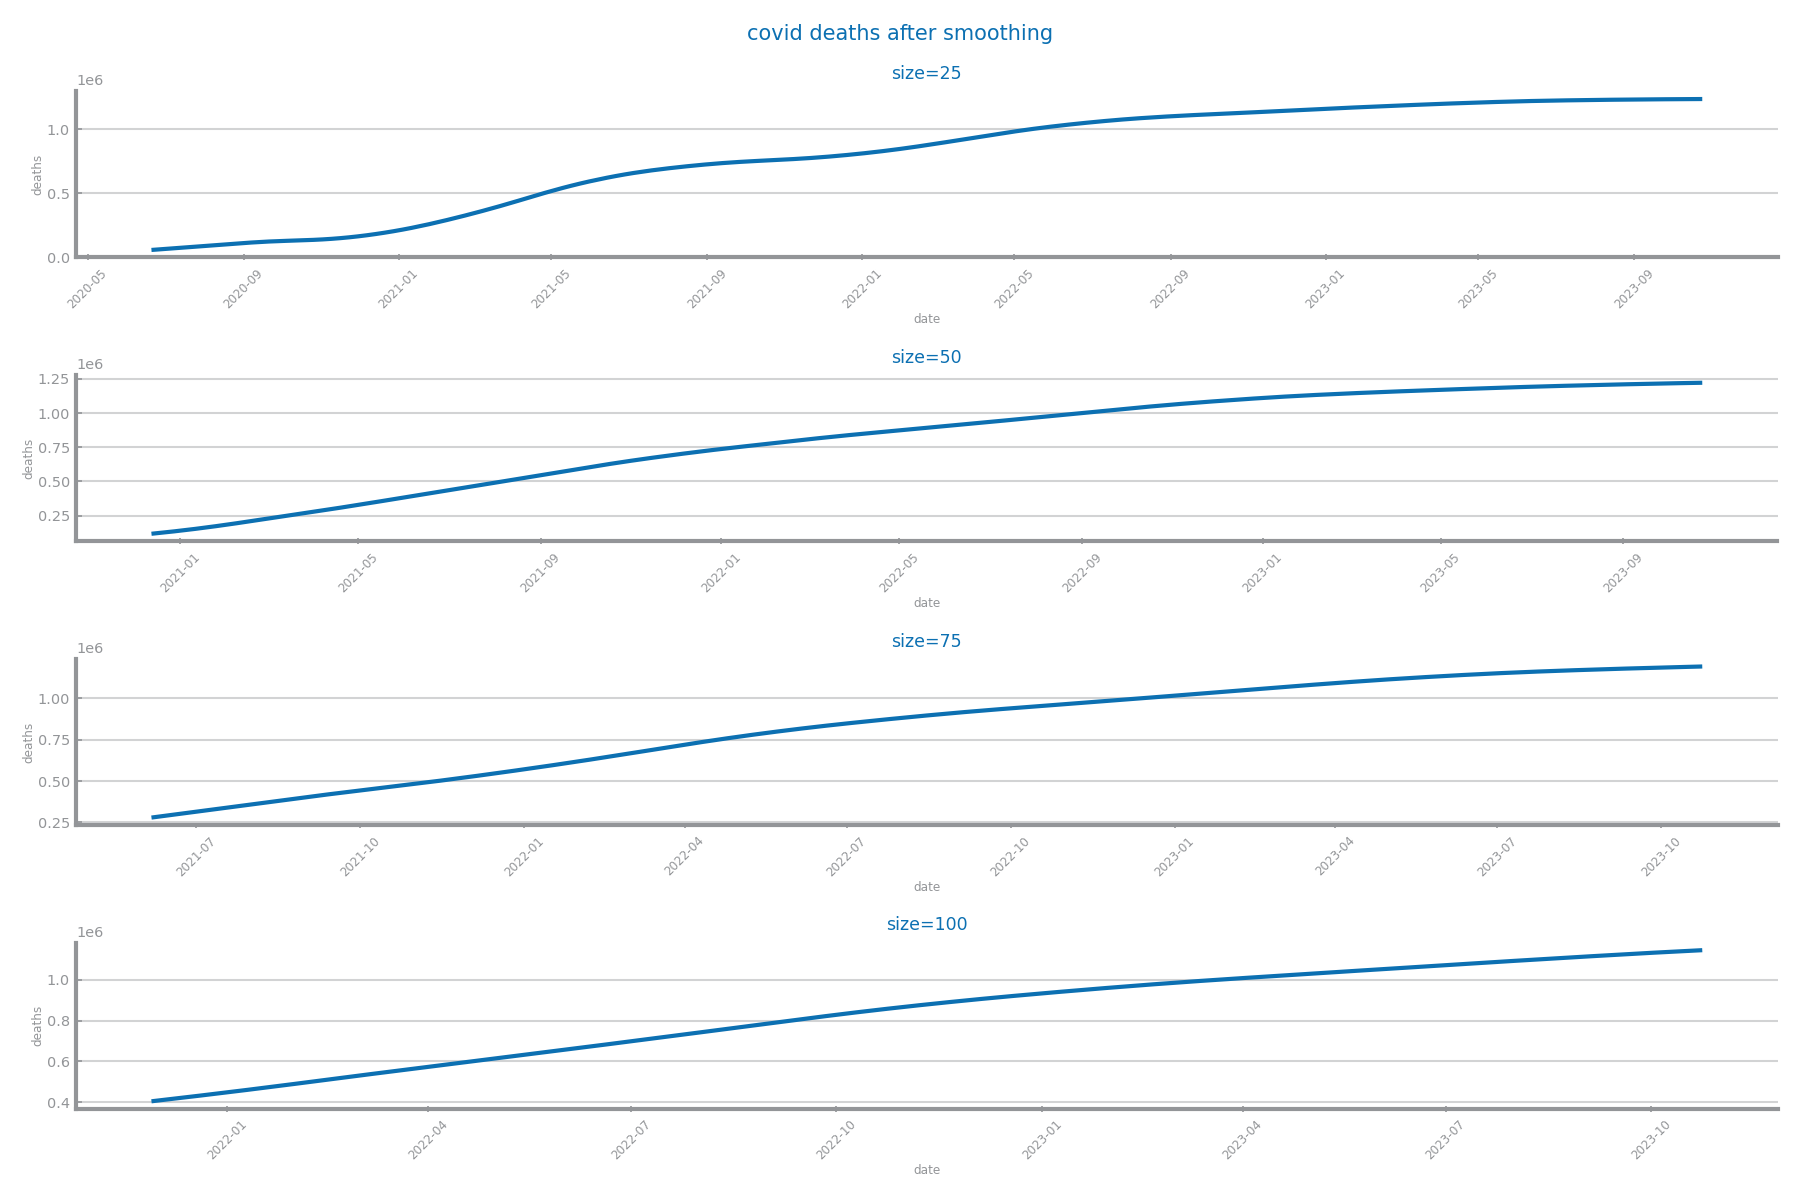 covid deaths after smoothing
size=25
1e6
deaths
1.0
0.5
0.0
2020-05 2020-09 2021-01 2021-05 2021-09 2022-01 2022-05 2022-09 2023-01 2023-05 2023-09
date
size=50
1e6
deaths
1.25
1.00
0.75
0.50
0.25
2021-01 2021-05 2021-09 2022-01 2022-05 2022-09 2023-01 2023-05 2023-09
date
size=75
1e6
deaths
1.00
0.75
0.50
0.25
2021-07 2021-10 2022-01 2022-04 2022-07 2022-10 2023-01 2023-04 2023-07 2023-10
date
size=100
1e6
deaths
1.0
0.8
0.6
0.4
2022-01 2022-04 2022-07 2022-10 2023-01 2023-04 2023-07 2023-10
date